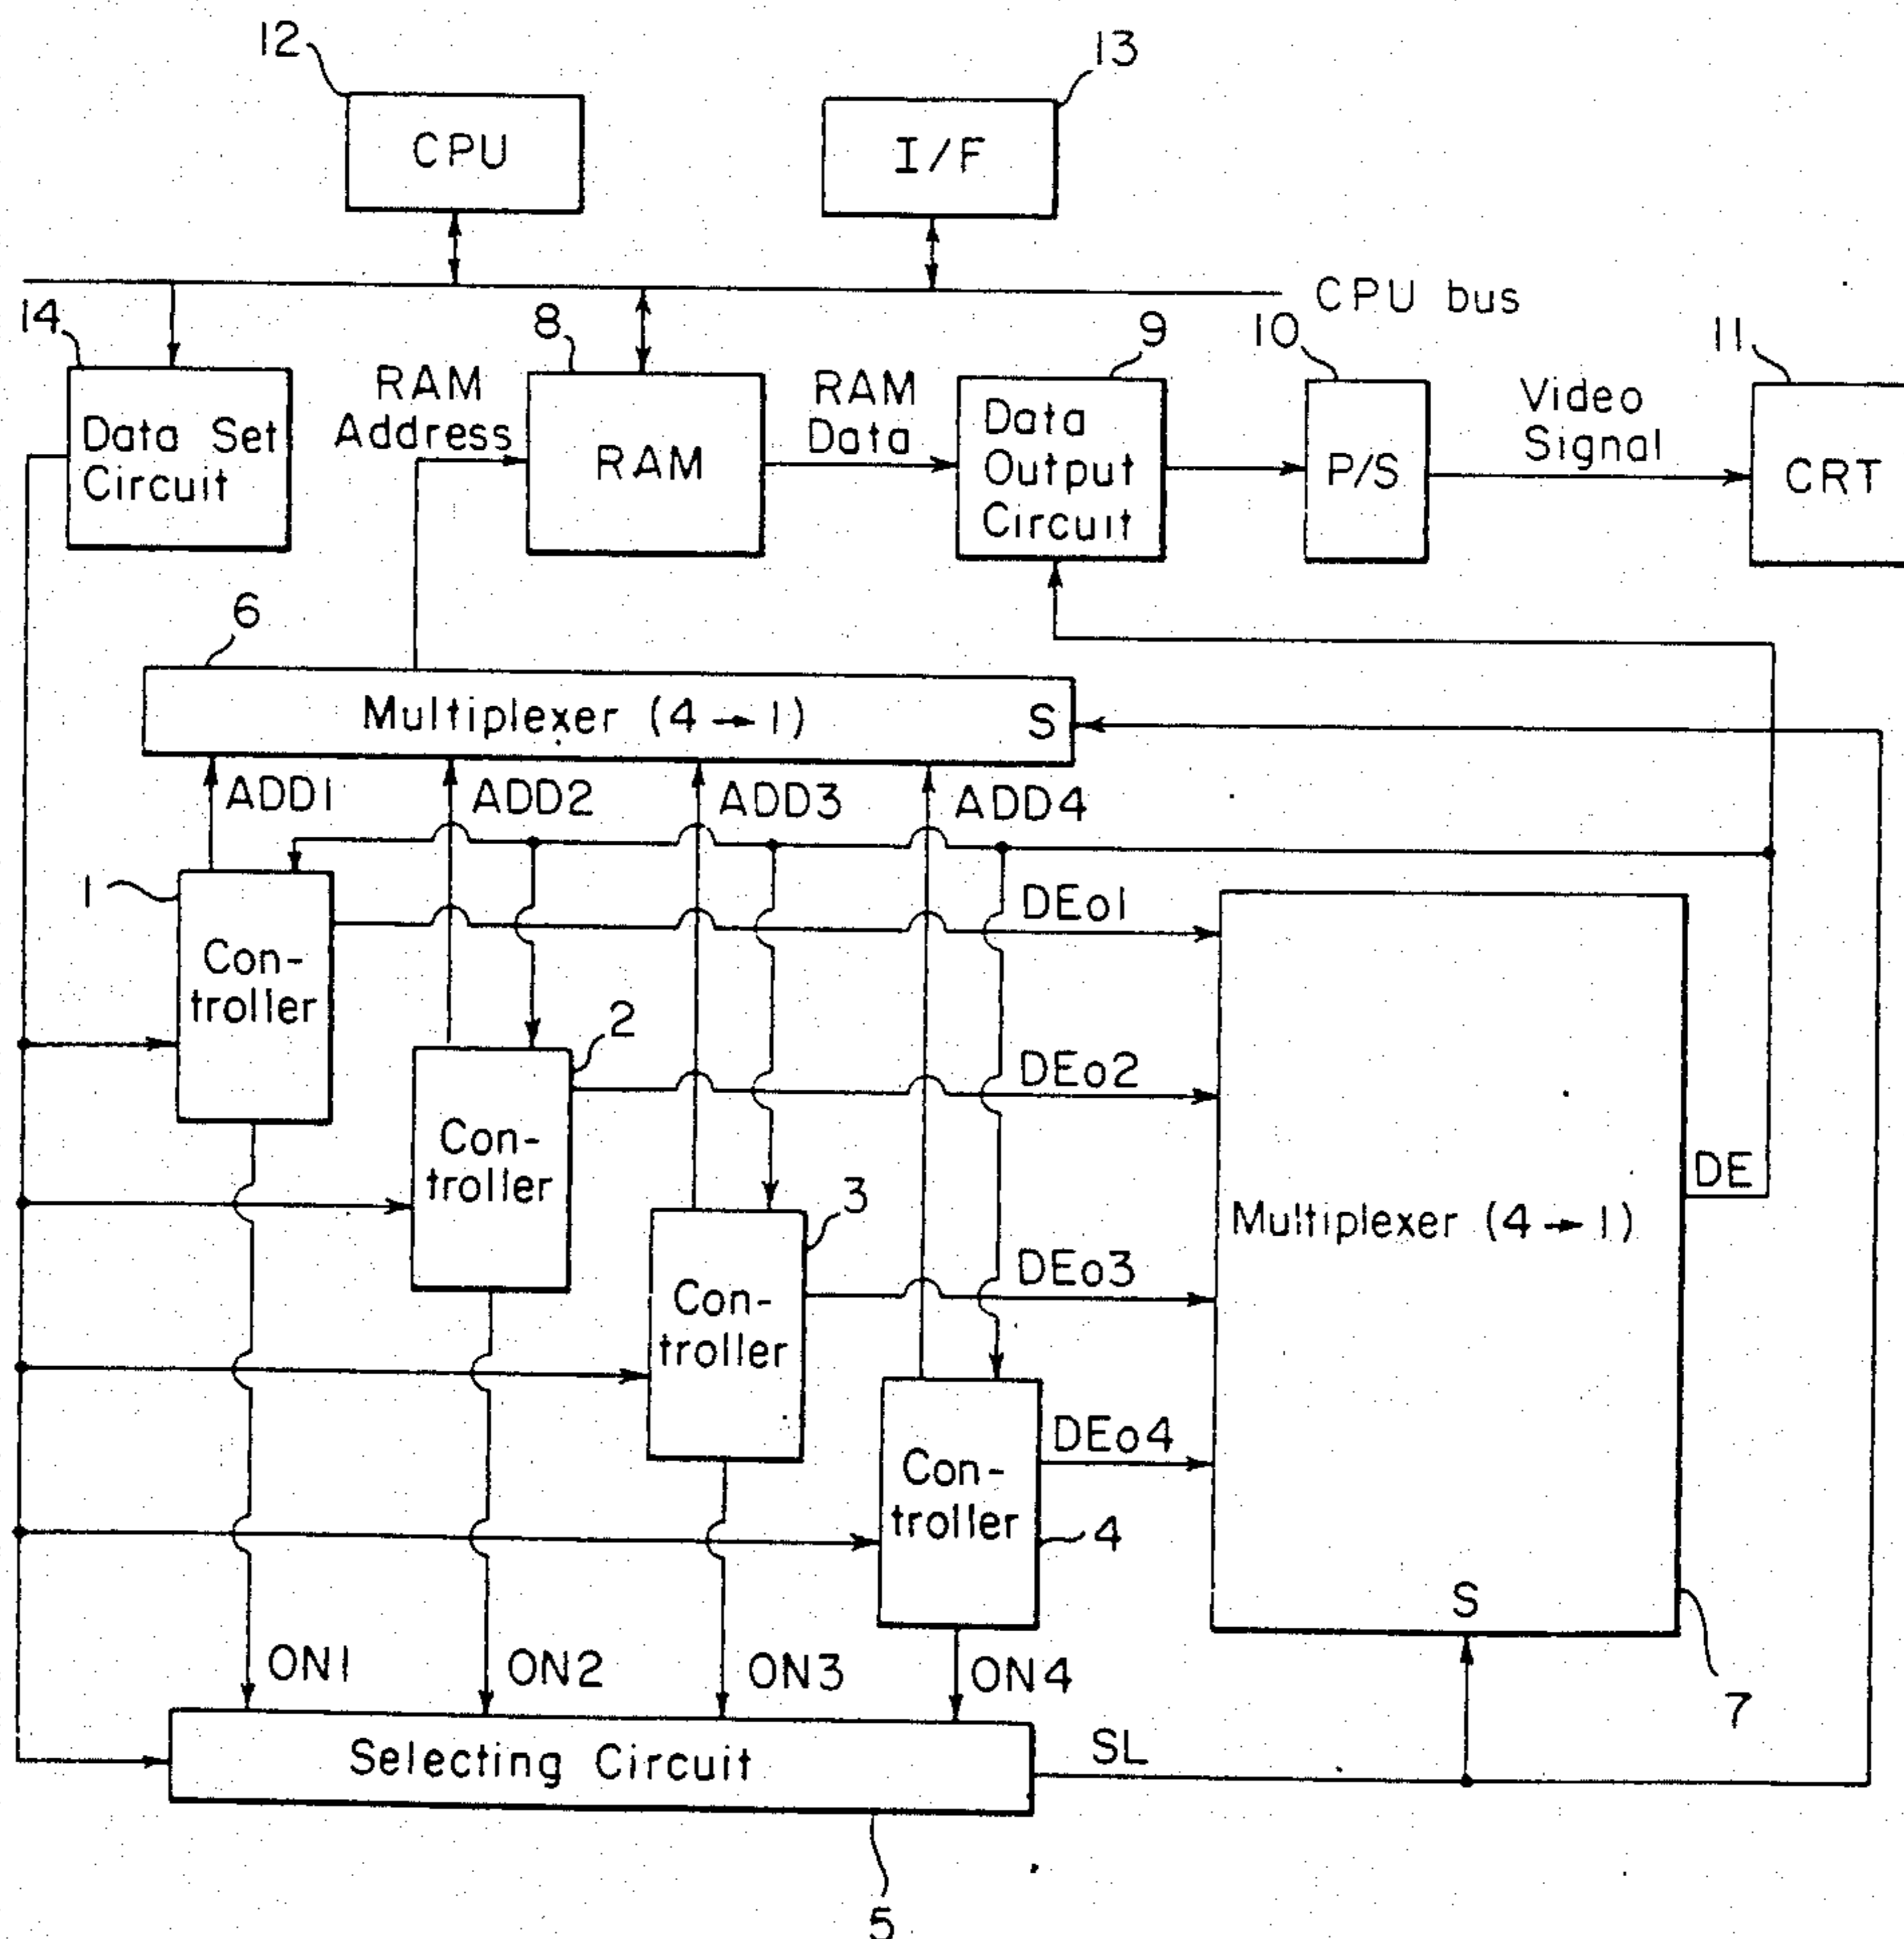 12
13
CPU
I/F
CPU bus
14
8
9
10
11
Data Set
Circuit
RAM
Address
RAM
RAM
Data
Data
Output
Circuit
P/S
Video
Signal
CRT
6
Multiplexer (4→1)
S
ADD1
ADD2
ADD3
ADD4
1
Con-
troller
DEo1
2
Con-
troller
DEo2
3
Con-
troller
DEo3
DE
Multiplexer (4→1)
4
Con-
troller
DEo4
S
7
ON1
ON2
ON3
ON4
Selecting Circuit
SL
5